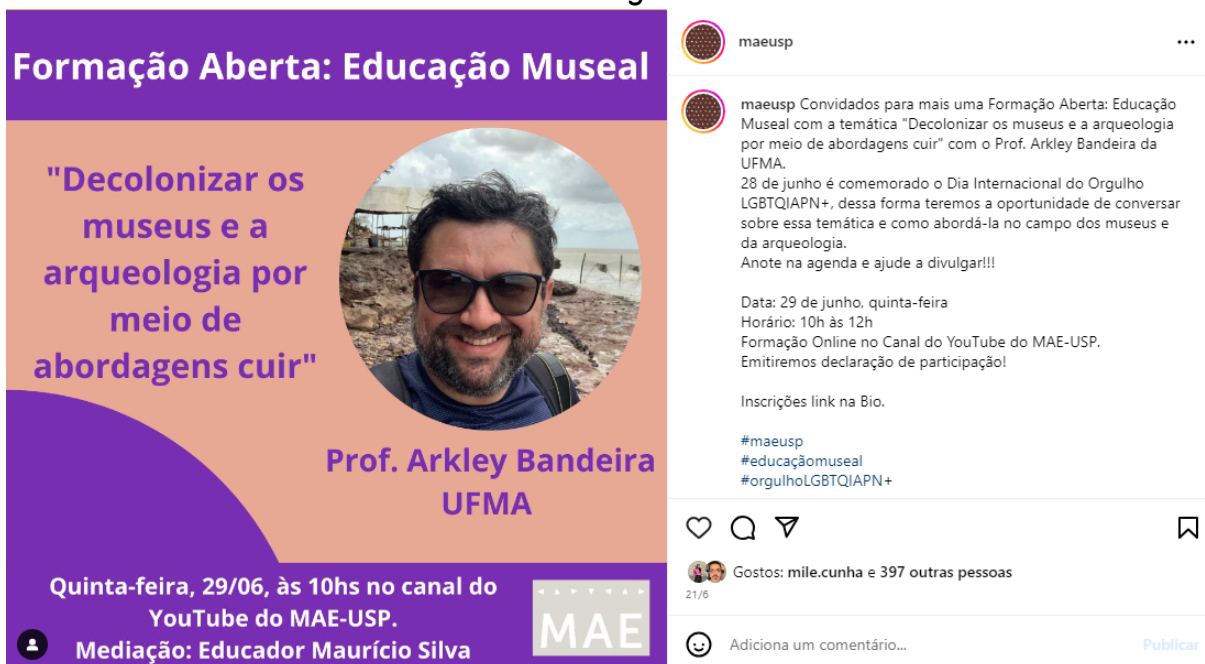 Formação Aberta: Educação Museal
"Decolonizar os
museus e a
arqueologia por
meio de
abordagens cuir"
Prof. Arkley Bandeira
UFMA
Quinta-feira, 29/06, às 10hs no canal do
YouTube do MAE-USP.
Mediação: Educador Maurício Silva
MAE
maeusp
maeusp Convidados para mais uma Formação Aberta: Educação
Museal com a temática "Decolonizar os museus e a arqueologia
por meio de abordagens cuir" com o Prof. Arkley Bandeira da
UFMA.
28 de junho é comemorado o Dia Internacional do Orgulho
LGBTQIAPN+, dessa forma teremos a oportunidade de conversar
sobre essa temática e como abordá-la no campo dos museus e
da arqueologia.
Anote na agenda e ajude a divulgar!!!
Data: 29 de junho, quinta-feira
Horário: 10h às 12h
Formação Online no Canal do YouTube do MAE-USP.
Emitiremos declaração de participação!
Inscrições link na Bio.
#maeusp
#educaçãomuseal
#orgulhoLGBTQIAPN+
Gostos: mile.cunha e 397 outras pessoas
21/6
Adiciona um comentário...
Publicar